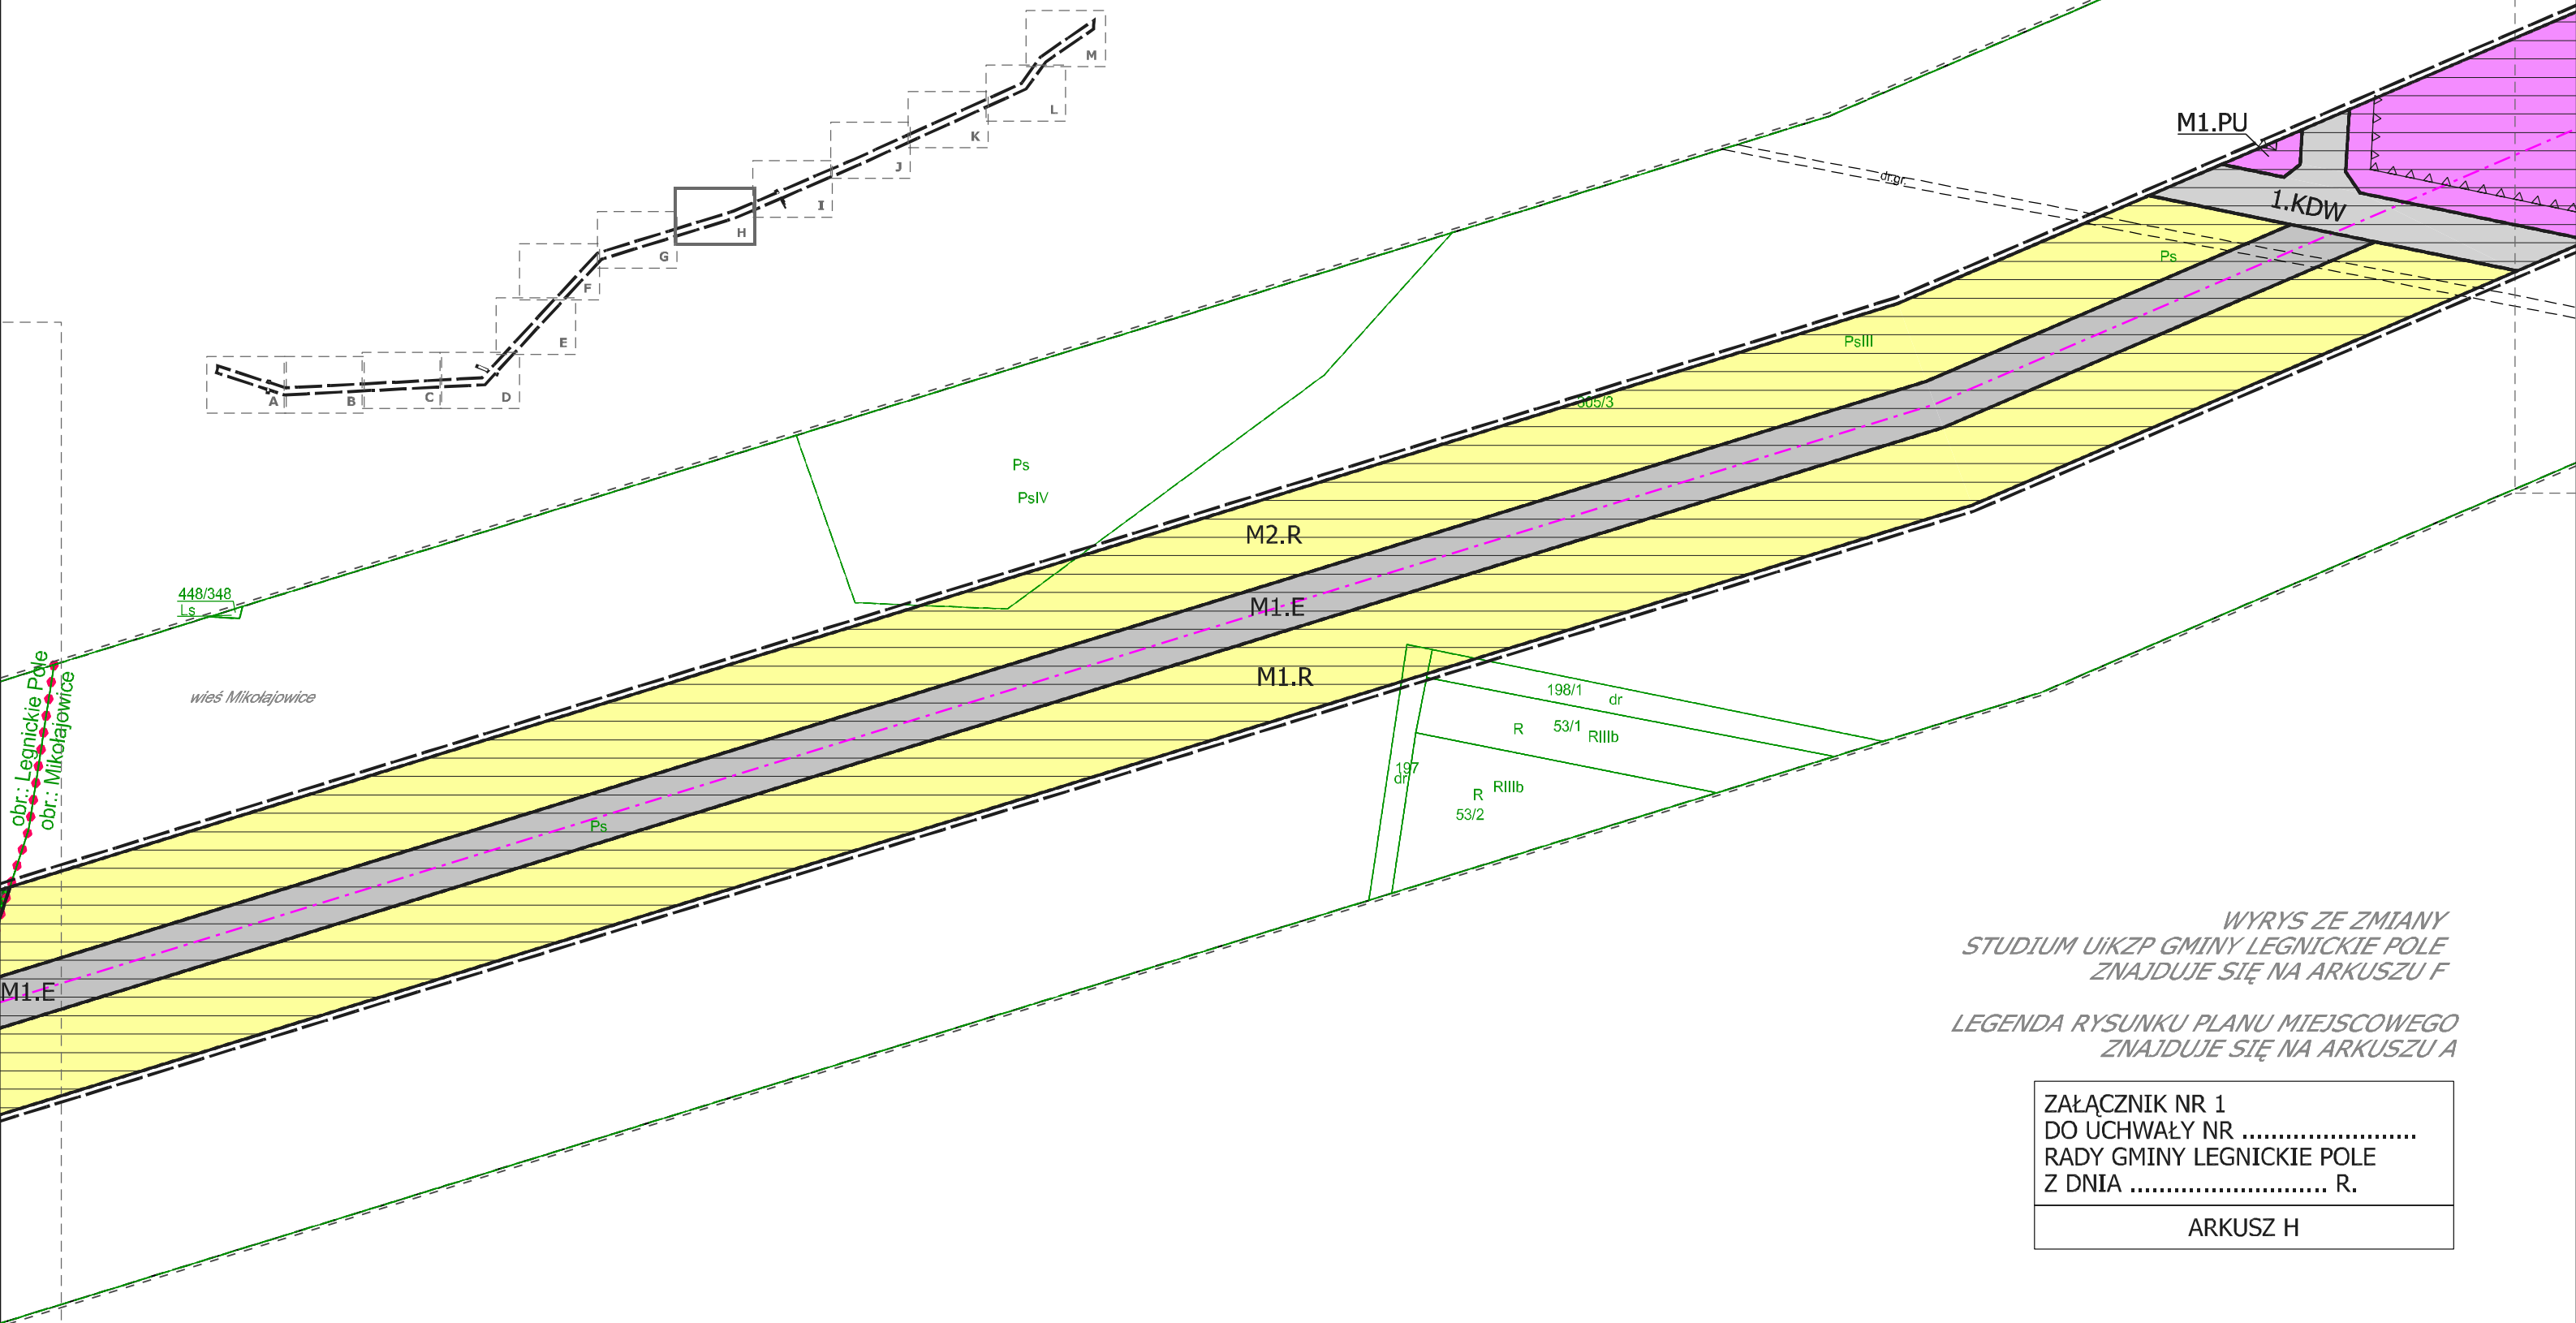 M
L
K
J
I
H
G
F
E
D
C
B
A
M1.PU
1.KDW
dr.gr.
Ps
PsIII
305/3
Ps
PsIV
M2.R
M1.E
M1.R
448/348
Ls
obr.: Legnickie Pole
obr.: Mikołajowice
wieś Mikołajowice
198/1
dr
53/1
R
RIIIb
197
dr
RIIIb
R
53/2
Ps
M1.E
WYRYS ZE ZMIANY
STUDIUM UiKZP GMINY LEGNICKIE POLE
ZNAJDUJE SIĘ NA ARKUSZU F
LEGENDA RYSUNKU PLANU MIEJSCOWEGO
ZNAJDUJE SIĘ NA ARKUSZU A
ZAŁĄCZNIK NR 1
DO UCHWAŁY NR ........................
RADY GMINY LEGNICKIE POLE
Z DNIA ........................... R.
ARKUSZ H